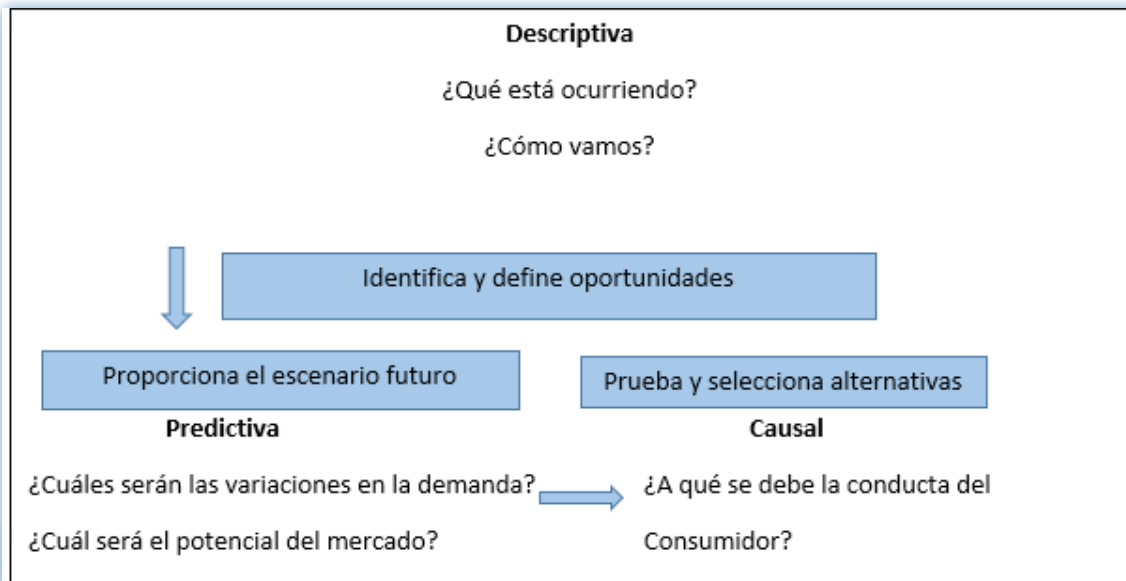 Descriptiva
¿Qué está ocurriendo?
¿Cómo vamos?
Identifica y define oportunidades
Proporciona el escenario futuro
Prueba y selecciona alternativas
Predictiva
Causal
¿Cuáles serán las variaciones en la demanda?
¿A qué se debe la conducta del
¿Cuál será el potencial del mercado?
Consumidor?